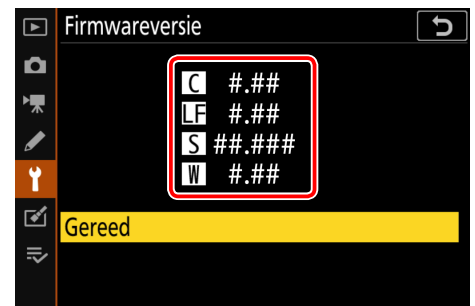 Firmwareversie
C #.##
LF #.##
S ##.###
W #.##
Gereed